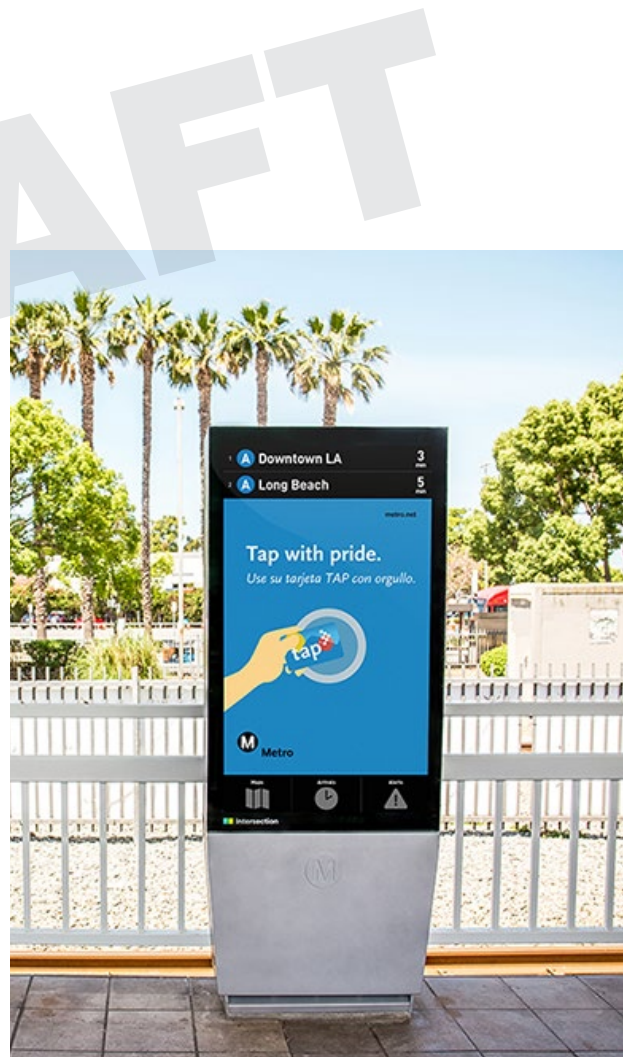 AFT
1 A Downtown LA 3 min
2 A Long Beach 5 min
metro.net
Tap with pride.
Use su tarjeta TAP con orgullo.
tap
M Metro
Maps Arrivals Alerts
intersection
M